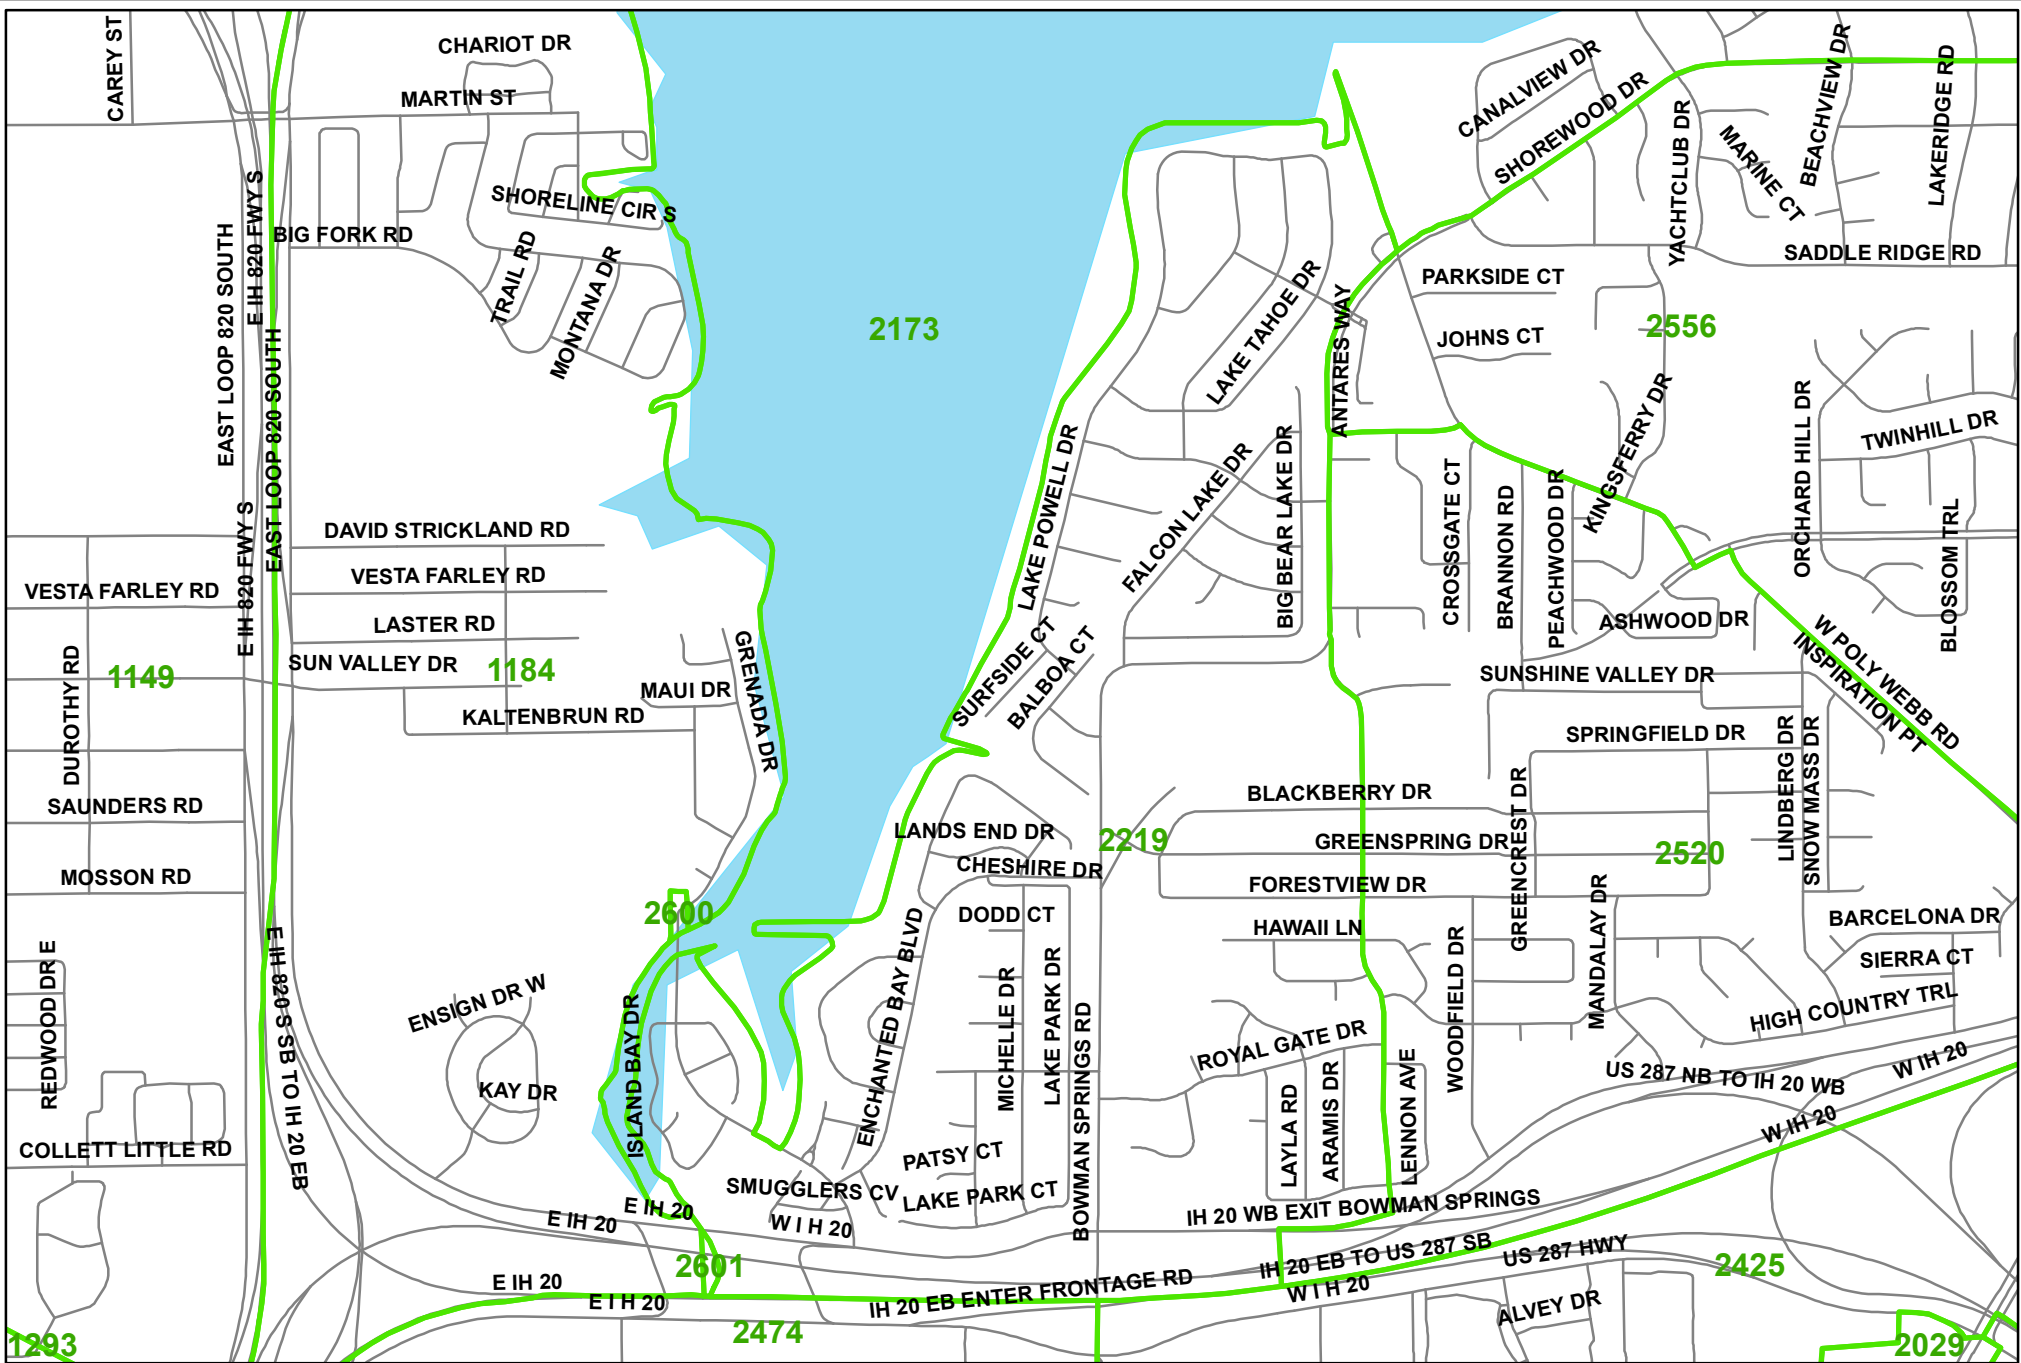 CAREY ST
CHARIOT DR
MARTIN ST
CANALVIEW DR
SHOREWOOD DR
YACHTCLUB DR
MARINE CT
BEACHVIEW DR
LAKERIDGE RD
SADDLE RIDGE RD
EAST LOOP 820 SOUTH
E IH 820 FWY S
BIG FORK RD
SHORELINE CIR S
TRAIL RD
MONTANA DR
EAST LOOP 820 SOUTH
2173
LAKE TAHOE DR
ANTARES WAY
PARKSIDE CT
JOHNS CT
2556
KINGSFERRY DR
ORCHARD HILL DR
TWINHILL DR
LAKE POWELL DR
FALCON LAKE DR
BIG BEAR LAKE DR
CROSSGATE CT
BRANNON RD
PEACHWOOD DR
BLOSSOM TRL
E IH 820 FWY S
DAVID STRICKLAND RD
VESTA FARLEY RD
VESTA FARLEY RD
LASTER RD
SUN VALLEY DR
1149
1184
DUROTHY RD
MAUI DR
GRENADA DR
KALTENBRUN RD
SURFSIDE CT
BALBOA CT
ASHWOOD DR
SUNSHINE VALLEY DR
W POLY WEBB RD
INSPIRATION PT
SPRINGFIELD DR
LINDBERG DR
SNOW MASS DR
SAUNDERS RD
MOSSON RD
BLACKBERRY DR
LANDS END DR
2219
GREENSPRING DR
GREENCREST DR
2520
CHESHIRE DR
FORESTVIEW DR
2600
DODD CT
HAWAII LN
MANDALAY DR
BARCELONA DR
SIERRA CT
HIGH COUNTRY TRL
WOODFIELD DR
REDWOOD DR E
E IH 820 S SB TO IH 20 EB
ENSIGN DR W
KAY DR
ISLAND BAY DR
ENCHANTED BAY BLVD
MICHELLE DR
LAKE PARK DR
BOWMAN SPRINGS RD
ROYAL GATE DR
LAYLA RD
ARAMIS DR
LENNON AVE
US 287 NB TO IH 20 WB
W IH 20
W IH 20
COLLETT LITTLE RD
PATSY CT
SMUGGLERS CV
LAKE PARK CT
E IH 20
E IH 20
W I H 20
IH 20 WB EXIT BOWMAN SPRINGS
2601
IH 20 EB TO US 287 SB
US 287 HWY
2425
E IH 20
E I H 20
IH 20 EB ENTER FRONTAGE RD
W I H 20
ALVEY DR
1293
2474
2029